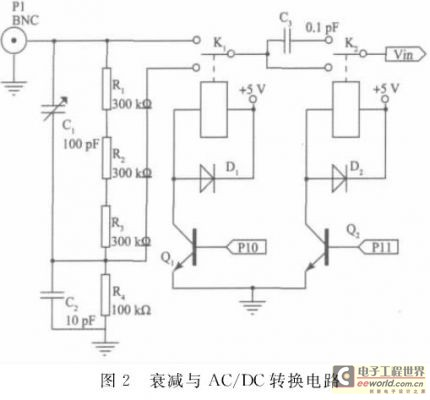 P1
BNC
C1
100 pF
R1
300 kΩ
R2
300 kΩ
R3
300 kΩ
C2
10 pF
R4
100 kΩ
K1
C3
0.1 pF
K2
Vin
+5 V
+5 V
D1
D2
Q1
P10
Q2
P11
图 2 衰减与 AC/DC 转换电路
电子工程世界
eeworld.com.cn